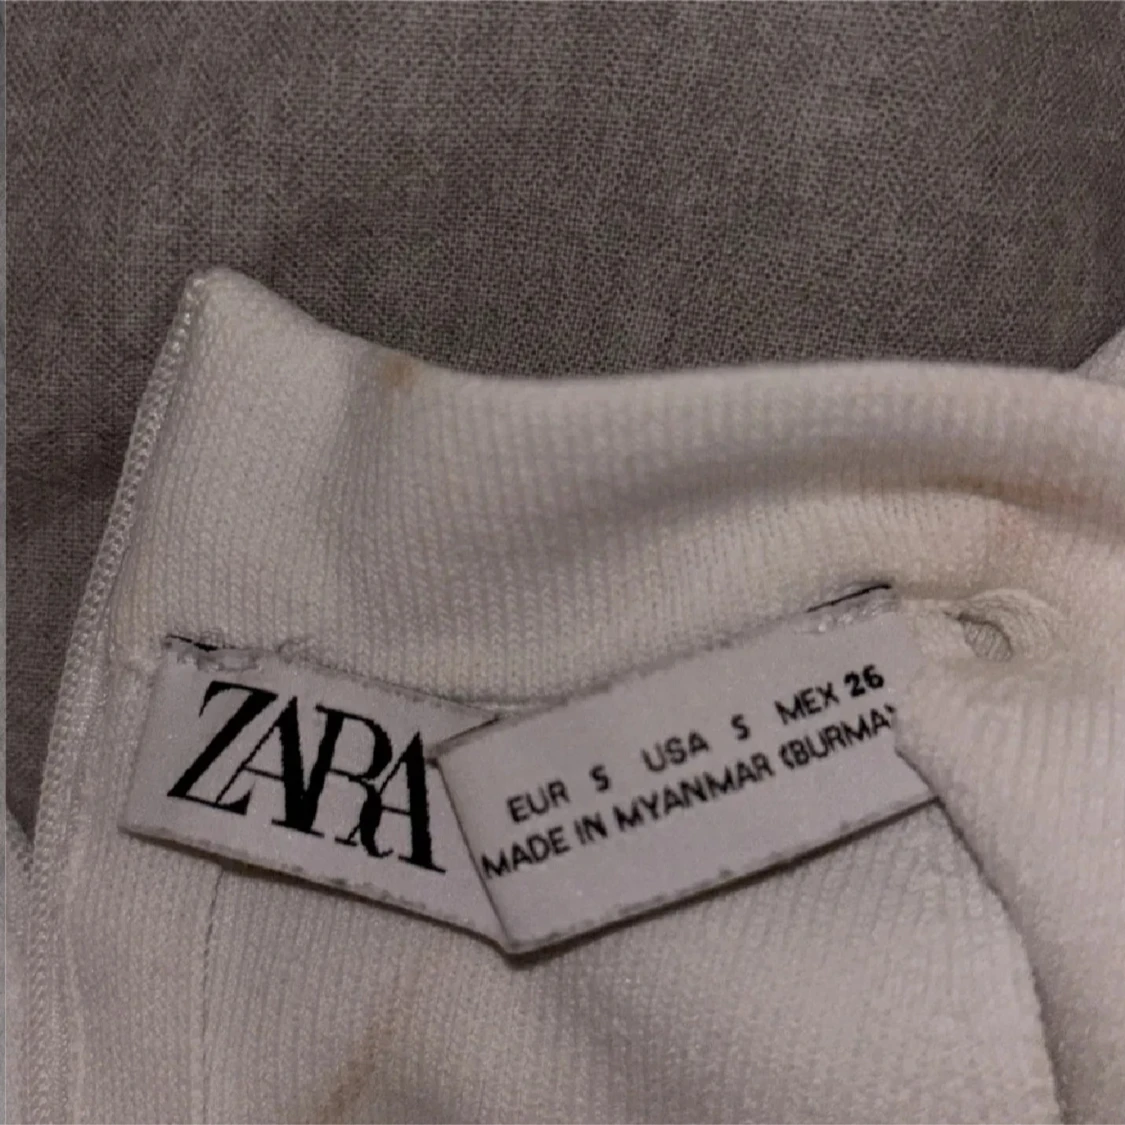 ZARA
EUR S USA S MEX 26
MADE IN MYANMAR (BURMA)